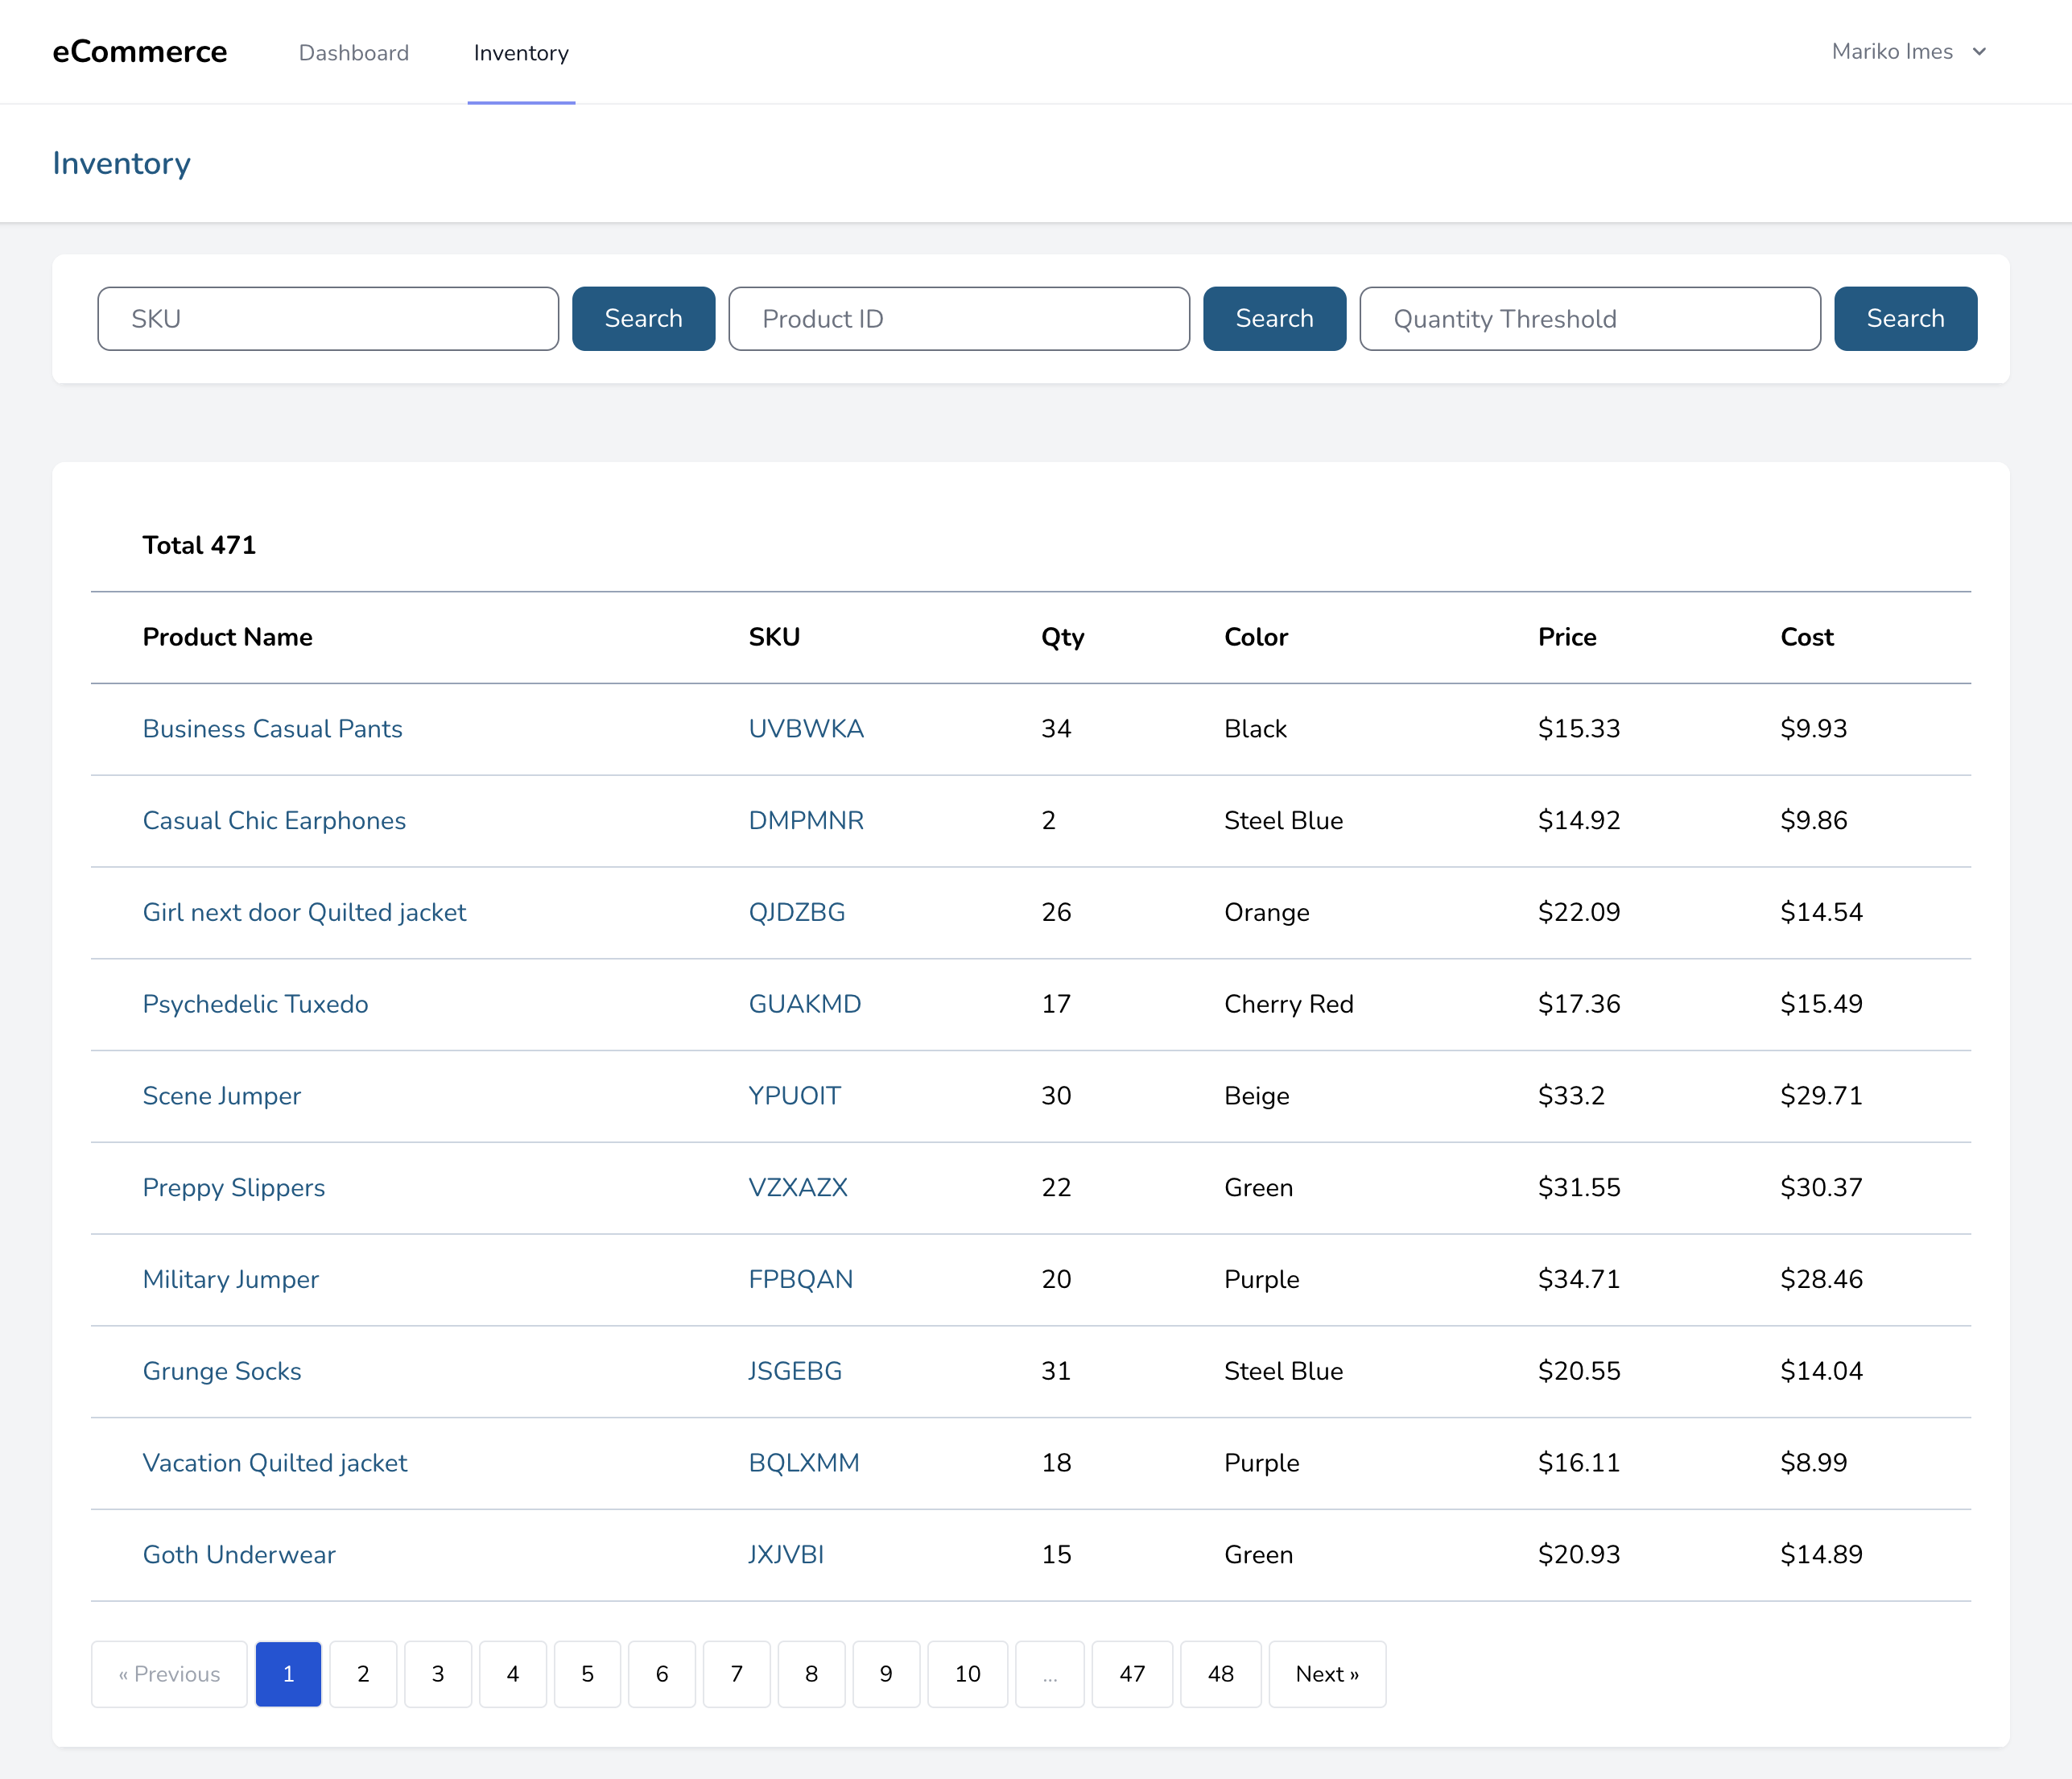 eCommerce Dashboard Inventory Mariko Imes
Inventory
SKU Search Product ID Search Quantity Threshold Search
Total 471
Product Name SKU Qty Color Price Cost
Business Casual Pants UVBWKA 34 Black $15.33 $9.93
Casual Chic Earphones DMPMNR 2 Steel Blue $14.92 $9.86
Girl next door Quilted jacket QJDZBG 26 Orange $22.09 $14.54
Psychedelic Tuxedo GUAKMD 17 Cherry Red $17.36 $15.49
Scene Jumper YPUOIT 30 Beige $33.2 $29.71
Preppy Slippers VZXAZX 22 Green $31.55 $30.37
Military Jumper FPBQAN 20 Purple $34.71 $28.46
Grunge Socks JSGEBG 31 Steel Blue $20.55 $14.04
Vacation Quilted jacket BQLXMM 18 Purple $16.11 $8.99
Goth Underwear JXJVBI 15 Green $20.93 $14.89
« Previous 1 2 3 4 5 6 7 8 9 10 ... 47 48 Next »